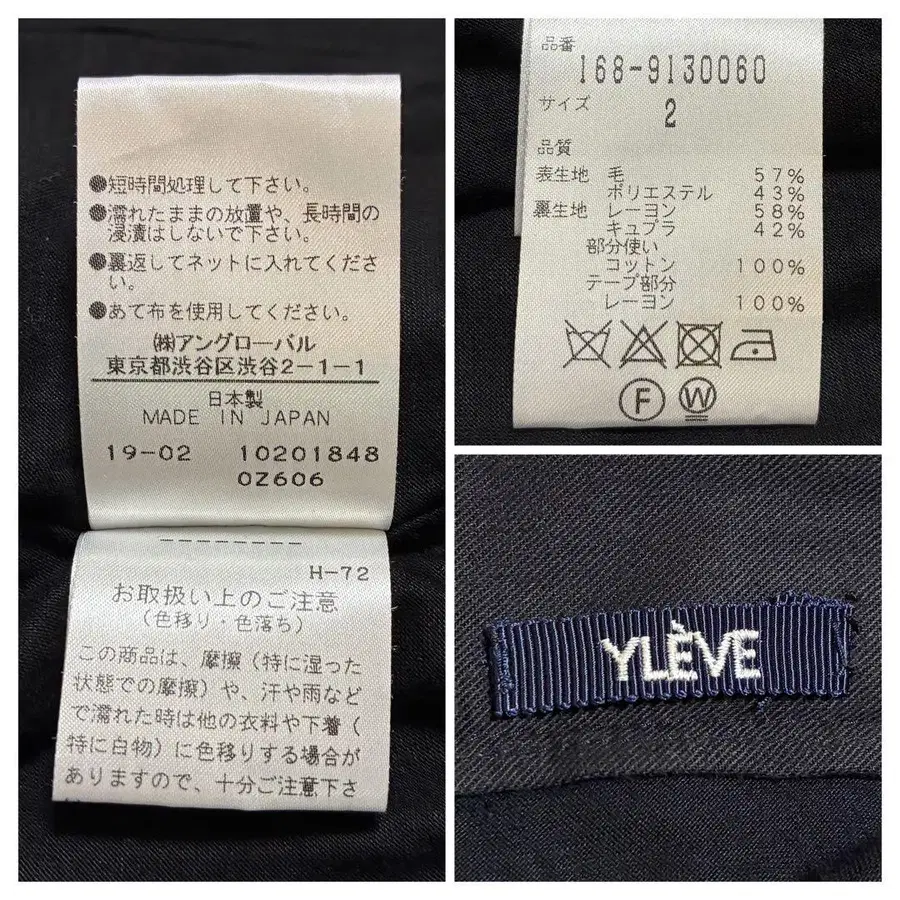 ●短時間処理して下さい。
●濡れたままの放置や、長時間の
浸漬はしないで下さい。
●裏返してネットに入れてくださ
い。
●あて布を使用してください。
㈱アングローバル
東京都渋谷区渋谷2-1-1
日本製
MADE IN JAPAN
19-02 10201848
0Z606
--------
H-72
お取扱い上のご注意
(色移り・色落ち)
この商品は、摩擦(特に湿った
状態での摩擦)や、汗や雨など
で濡れた時は他の衣料や下着(
特に白物)に色移りする場合が
ありますので、十分ご注意下さ
品番
168-9130060
サイズ
2
品質
表生地 毛 57%
ポリエステル 43%
裏生地 レーヨン 58%
キュプラ 42%
部分使い
コットン 100%
テープ部分
レーヨン 100%
F W
YLÈVE